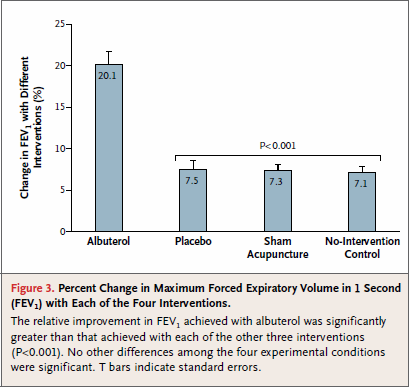 25
20
15
10
5
0
Change in FEV1 with Different
Interventions (%)
20.1
7.5
7.3
7.1
P<0.001
Albuterol
Placebo
Sham
Acupuncture
No-Intervention
Control
Figure 3. Percent Change in Maximum Forced Expiratory Volume in 1 Second
(FEV1) with Each of the Four Interventions.
The relative improvement in FEV1 achieved with albuterol was significantly
greater than that achieved with each of the other three interventions
(P<0.001). No other differences among the four experimental conditions
were significant. T bars indicate standard errors.